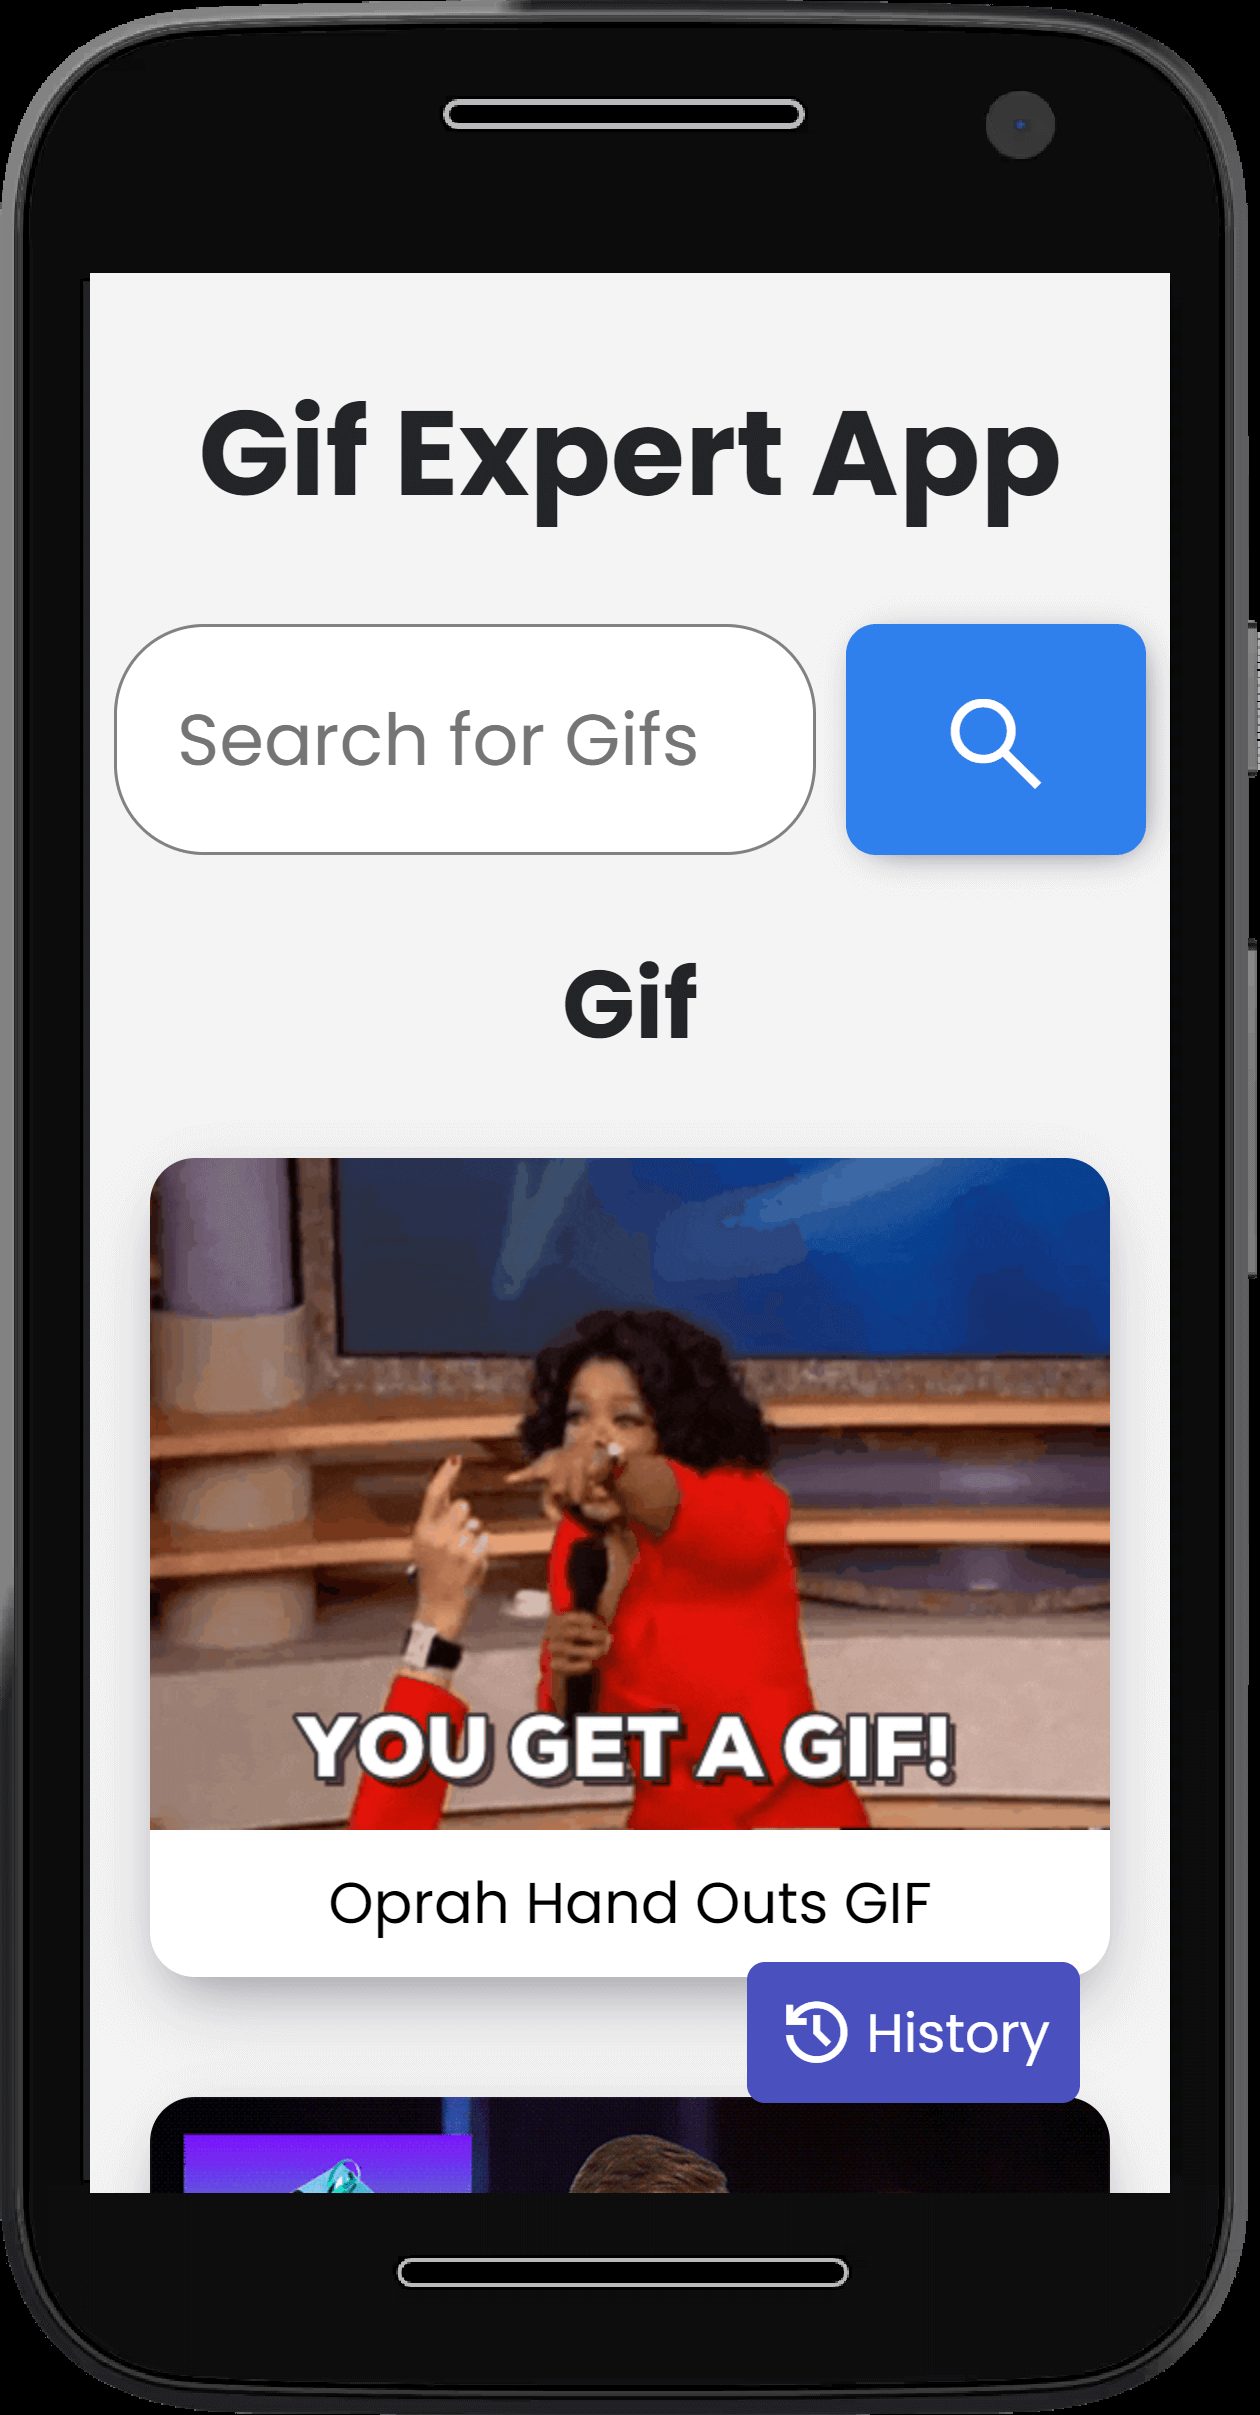 Gif Expert App
Search for Gifs
Gif
YOU GET A GIF!
Oprah Hand Outs GIF
History